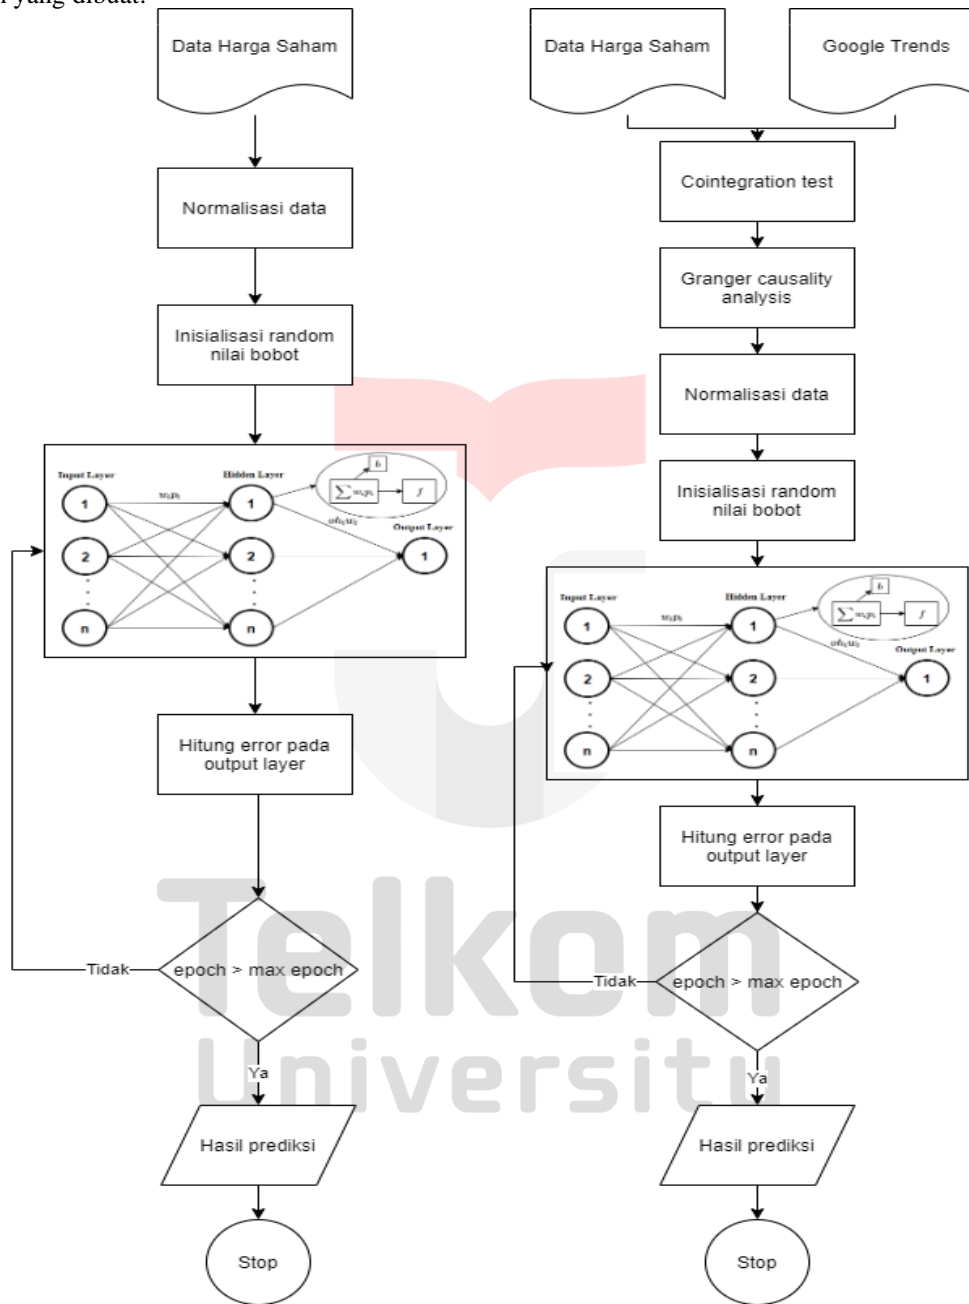 yang dibuat.
Data Harga Saham
Normalisasi data
Inisialisasi random
nilai bobot
Input Layer
Hidden Layer
Output Layer
1
2
n
1
2
n
1
b
f
Hitung error pada
output layer
epoch > max epoch
Tidak
Ya
Hasil prediksi
Stop
Data Harga Saham
Google Trends
Cointegration test
Granger causality
analysis
Normalisasi data
Inisialisasi random
nilai bobot
Input Layer
Hidden Layer
Output Layer
1
2
n
1
2
n
1
b
f
Hitung error pada
output layer
epoch > max epoch
Tidak
Ya
Hasil prediksi
Stop
Telkom
University